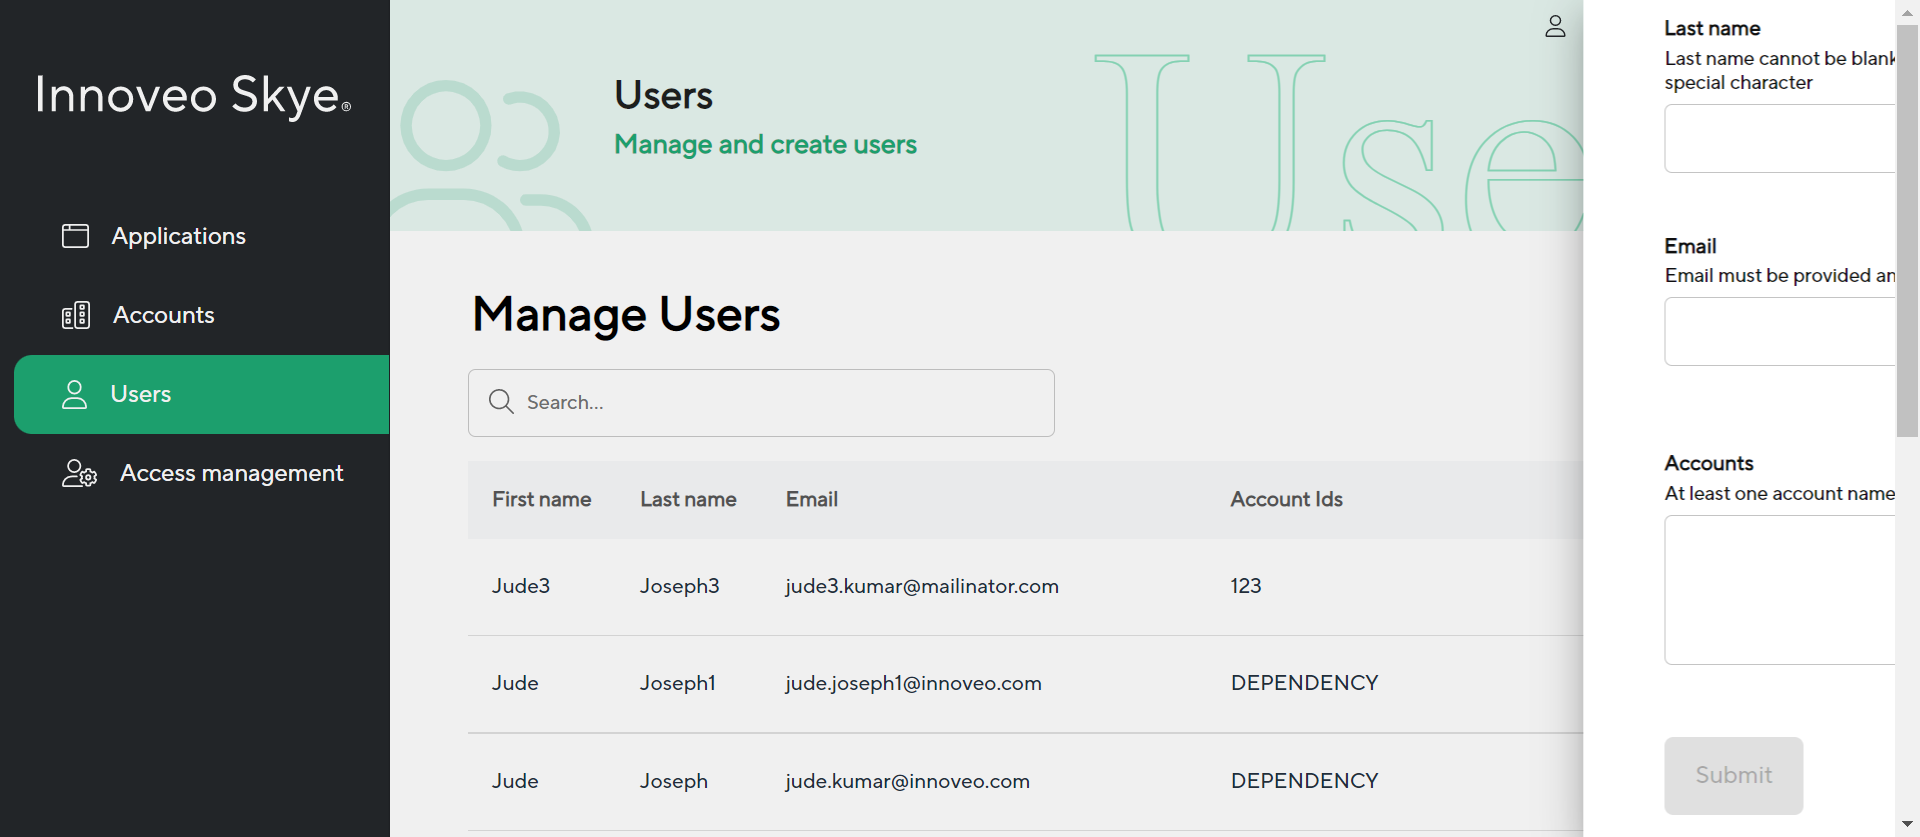 Innoveo Skye®
Applications
Accounts
Users
Access management
Users
Manage and create users
Use
Manage Users
Search...
First name Last name Email Account Ids
Jude3 Joseph3 jude3.kumar@mailinator.com 123
Jude Joseph1 jude.joseph1@innoveo.com DEPENDENCY
Jude Joseph jude.kumar@innoveo.com DEPENDENCY
Last name
Last name cannot be blank
special character
Email
Email must be provided an
Accounts
At least one account name
Submit